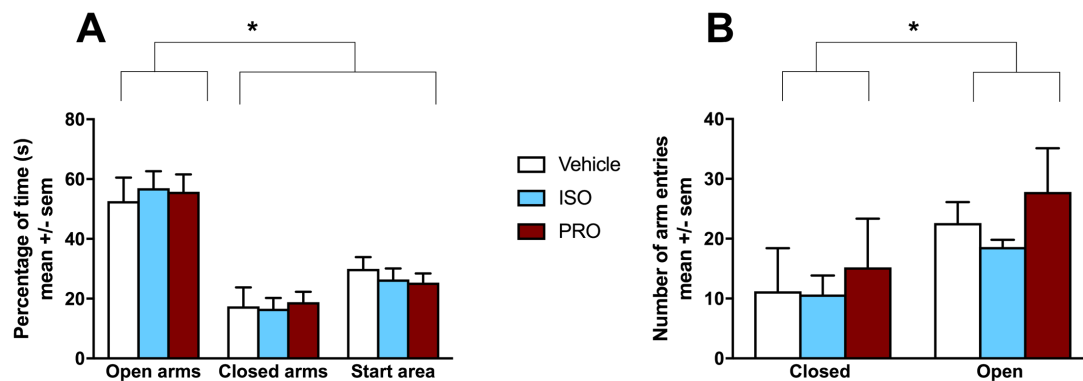 A
*
Percentage of time (s)
mean +/- sem
80
60
40
20
0
Open arms Closed arms Start area
Vehicle
ISO
PRO
B
*
Number of arm entries
mean +/- sem
40
30
20
10
0
Closed Open